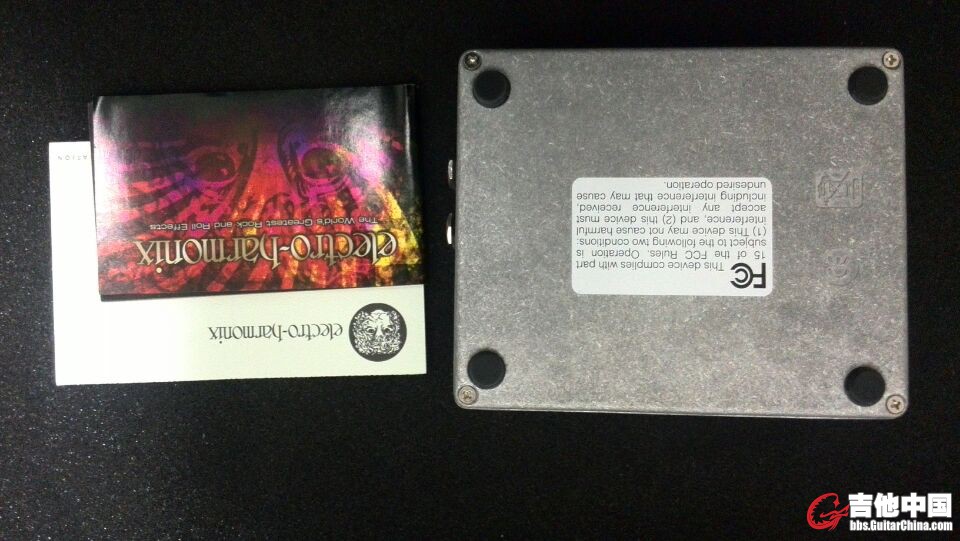 electro-harmonix
The World's Greatest Rock and Roll Effects
electro-harmonix
FC
This device complies with part
15 of the FCC Rules. Operation is
subject to the following two conditions:
(1) This device may not cause harmful
interference, and (2) this device must
accept any interference received,
including interference that may cause
undesired operation.
吉他中国
bbs.GuitarChina.com